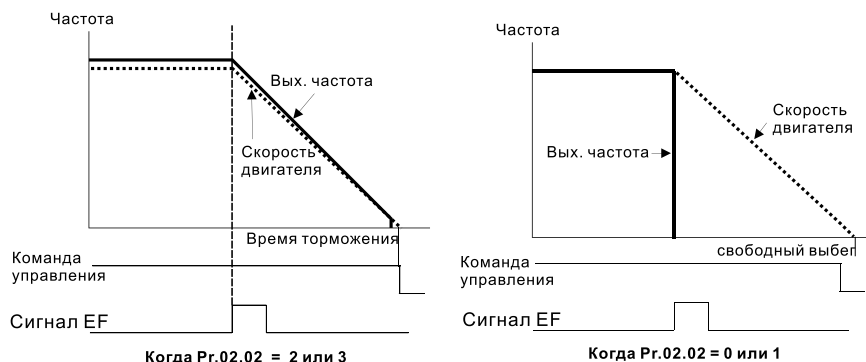 Частота
Вых. частота
Скорость
двигателя
Время торможения
Команда
управления
Сигнал EF
Когда Pr.02.02 = 2 или 3
Частота
Скорость
двигателя
Вых. частота
свободный выбег
Команда
управления
Сигнал EF
Когда Pr.02.02 = 0 или 1